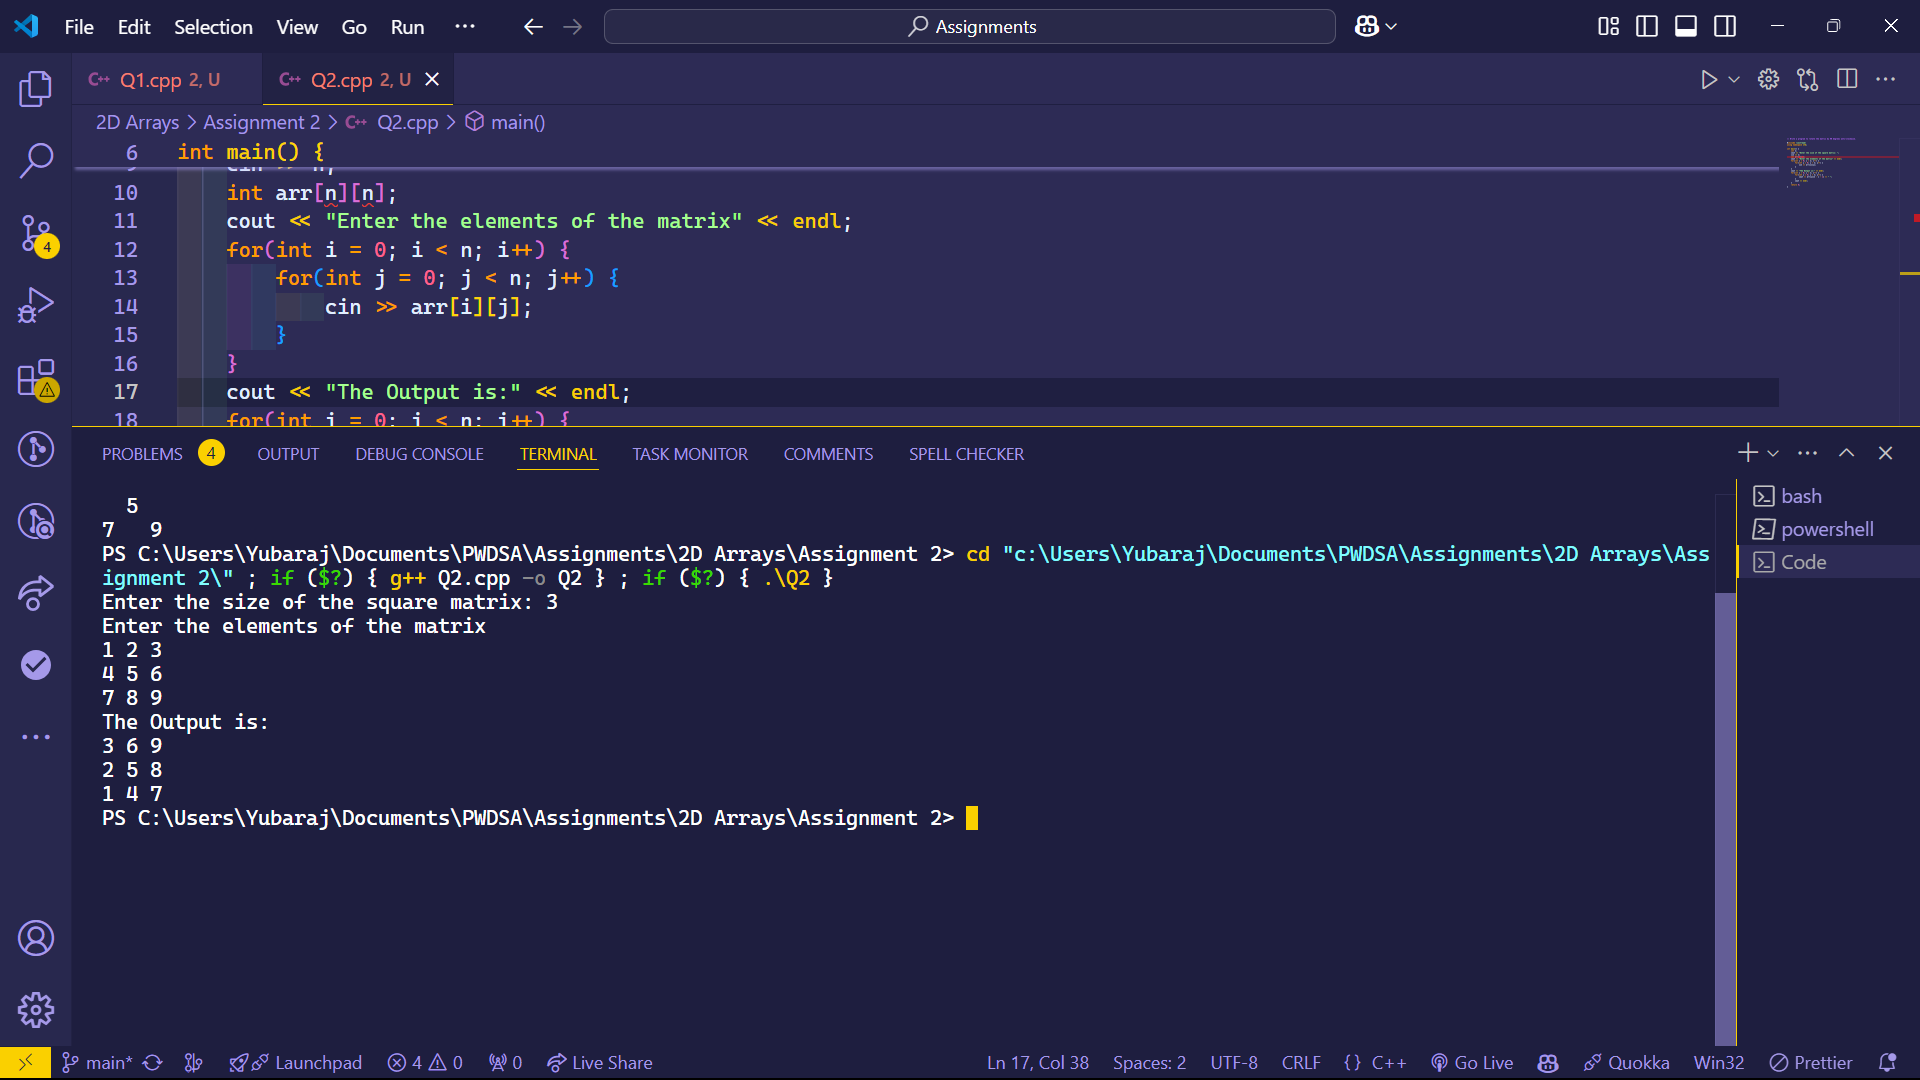 File Edit Selection View Go Run ··· Assignments
Q1.cpp 2, U Q2.cpp 2, U
2D Arrays > Assignment 2 > Q2.cpp > main()
6 int main() {
cin >> n;
10 int arr[n][n];
11 cout << "Enter the elements of the matrix" << endl;
12 for(int i = 0; i < n; i++) {
13 for(int j = 0; j < n; j++) {
14 cin >> arr[i][j];
15 }
16 }
17 cout << "The Output is:" << endl;
18 for(int i = 0; i < n; i++) {
PROBLEMS 4 OUTPUT DEBUG CONSOLE TERMINAL TASK MONITOR COMMENTS SPELL CHECKER
5
7 9
PS C:\Users\Yubaraj\Documents\PWDSA\Assignments\2D Arrays\Assignment 2> cd "c:\Users\Yubaraj\Documents\PWDSA\Assignments\2D Arrays\Ass
ignment 2\" ; if ($?) { g++ Q2.cpp -o Q2 } ; if ($?) { .\Q2 }
Enter the size of the square matrix: 3
Enter the elements of the matrix
1 2 3
4 5 6
7 8 9
The Output is:
3 6 9
2 5 8
1 4 7
PS C:\Users\Yubaraj\Documents\PWDSA\Assignments\2D Arrays\Assignment 2>
bash
powershell
Code
4
main* Launchpad 4 0 0 Live Share Ln 17, Col 38 Spaces: 2 UTF-8 CRLF {} C++ Go Live Quokka Win32 Prettier